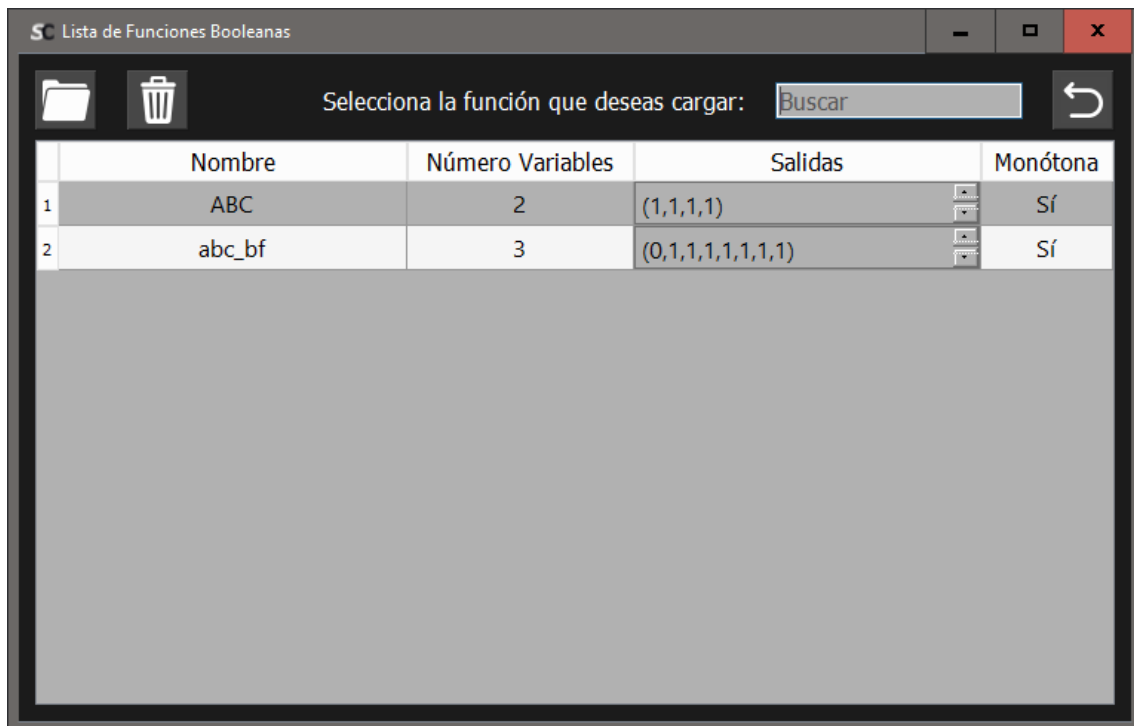 SC Lista de Funciones Booleanas
Selecciona la función que deseas cargar: Buscar
Nombre Número Variables Salidas Monótona
1 ABC 2 (1,1,1,1) Sí
2 abc_bf 3 (0,1,1,1,1,1,1,1) Sí